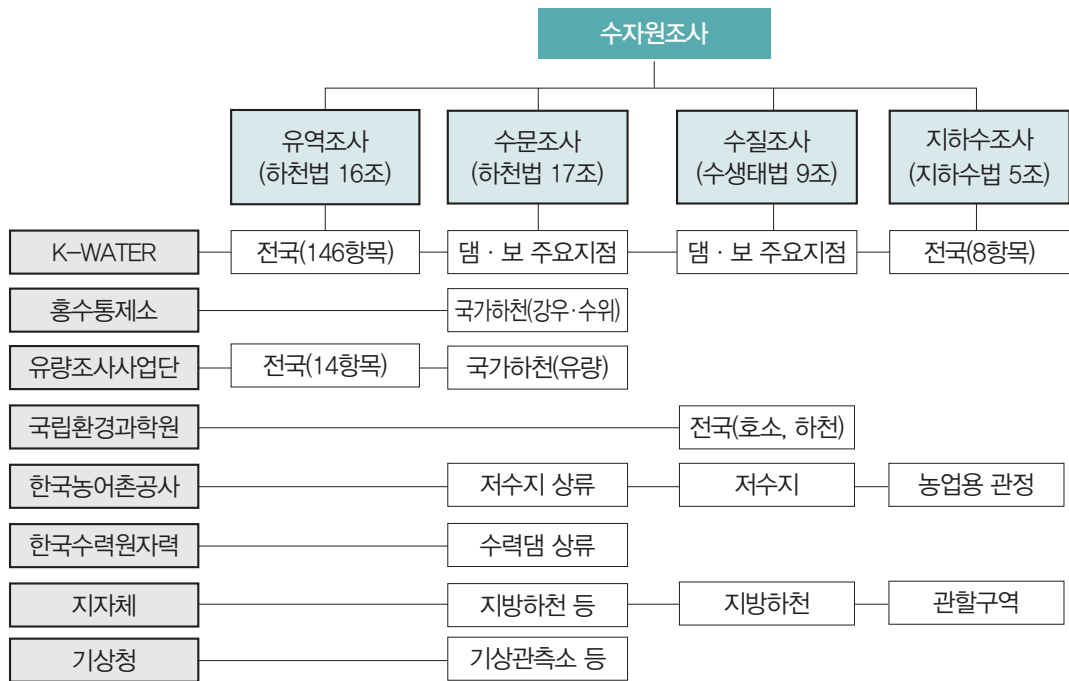 수자원조사
유역조사
(하천법 16조)
수문조사
(하천법 17조)
수질조사
(수생태법 9조)
지하수조사
(지하수법 5조)
K-WATER
전국(146항목)
댐·보 주요지점
댐·보 주요지점
전국(8항목)
홍수통제소
국가하천(강우·수위)
유량조사사업단
전국(14항목)
국가하천(유량)
국립환경과학원
전국(호소, 하천)
한국농어촌공사
저수지 상류
저수지
농업용 관정
한국수력원자력
수력댐 상류
지자체
지방하천 등
지방하천
관할구역
기상청
기상관측소 등